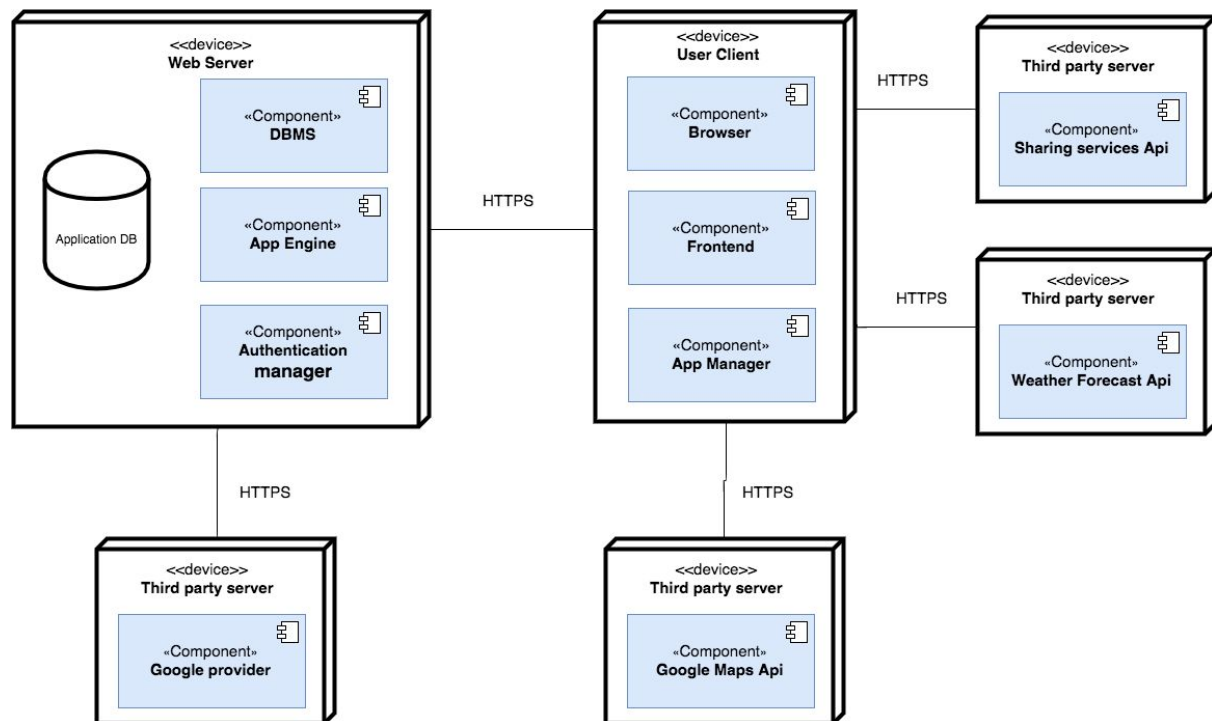 <<device>>
Web Server
«Component»
DBMS
Application DB
«Component»
App Engine
«Component»
Authentication
manager
HTTPS
<<device>>
User Client
«Component»
Browser
«Component»
Frontend
«Component»
App Manager
HTTPS
<<device>>
Third party server
«Component»
Sharing services Api
HTTPS
<<device>>
Third party server
«Component»
Weather Forecast Api
HTTPS
<<device>>
Third party server
«Component»
Google provider
HTTPS
<<device>>
Third party server
«Component»
Google Maps Api